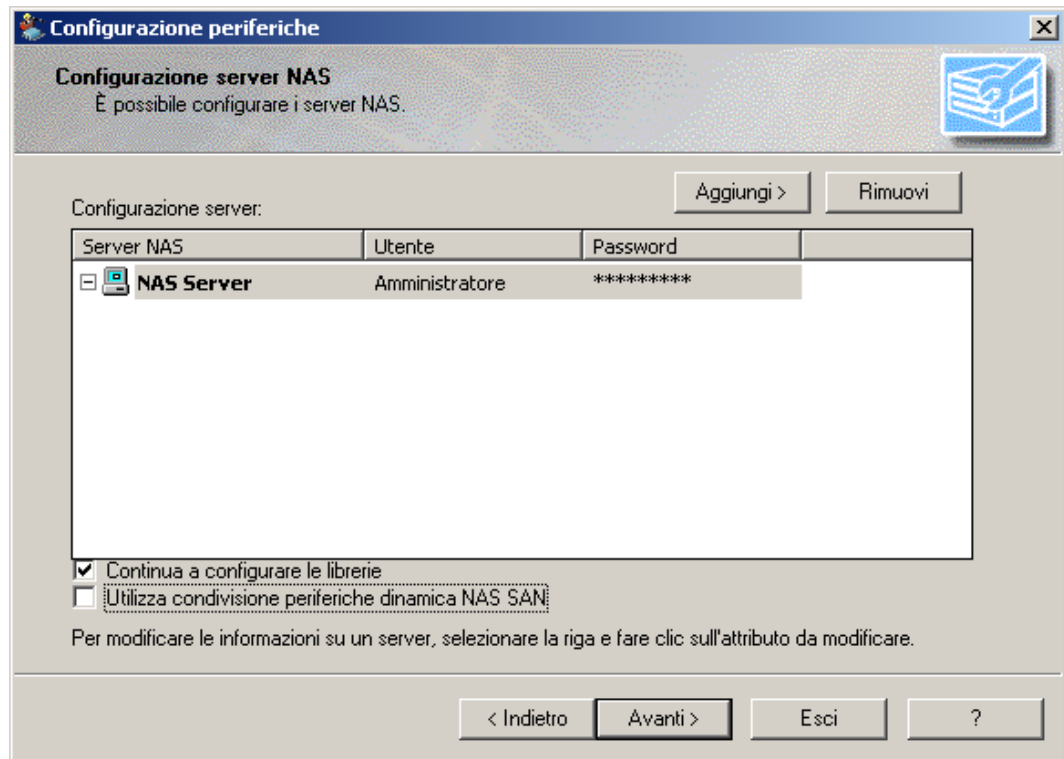 Configurazione periferiche
Configurazione server NAS
È possibile configurare i server NAS.
Aggiungi >
Rimuovi
Configurazione server:
Server NAS Utente Password
NAS Server Amministratore *********
Continua a configurare le librerie
Utilizza condivisione periferiche dinamica NAS SAN
Per modificare le informazioni su un server, selezionare la riga e fare clic sull'attributo da modificare.
< Indietro Avanti > Esci ?